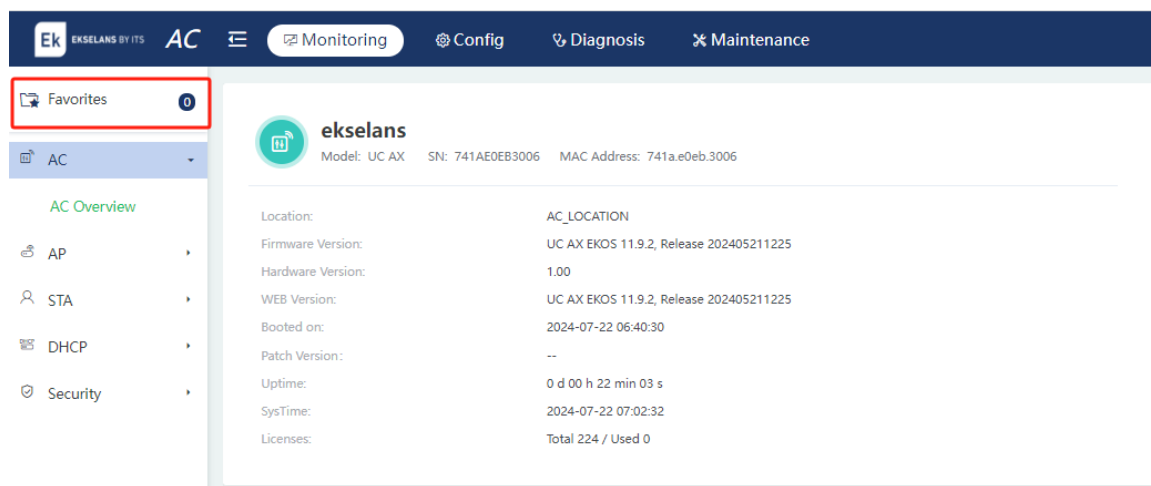 Ek EKSELANS BY ITS AC Monitoring Config Diagnosis Maintenance
Favorites 0
AC
AC Overview
AP
STA
DHCP
Security
ekselans
Model: UC AX SN: 741AE0EB3006 MAC Address: 741a.e0eb.3006
Location: AC_LOCATION
Firmware Version: UC AX EKOS 11.9.2, Release 202405211225
Hardware Version: 1.00
WEB Version: UC AX EKOS 11.9.2, Release 202405211225
Booted on: 2024-07-22 06:40:30
Patch Version: --
Uptime: 0 d 00 h 22 min 03 s
SysTime: 2024-07-22 07:02:32
Licenses: Total 224 / Used 0